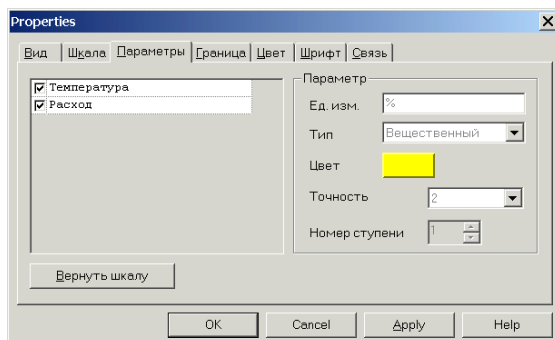 Properties
Вид Шкала Параметры Граница Цвет Шрифт Связь
Температура
Расход
Параметр
Ед. изм. %
Тип Вещественный
Цвет
Точность 2
Номер ступени 1
Вернуть шкалу
OK Cancel Apply Help